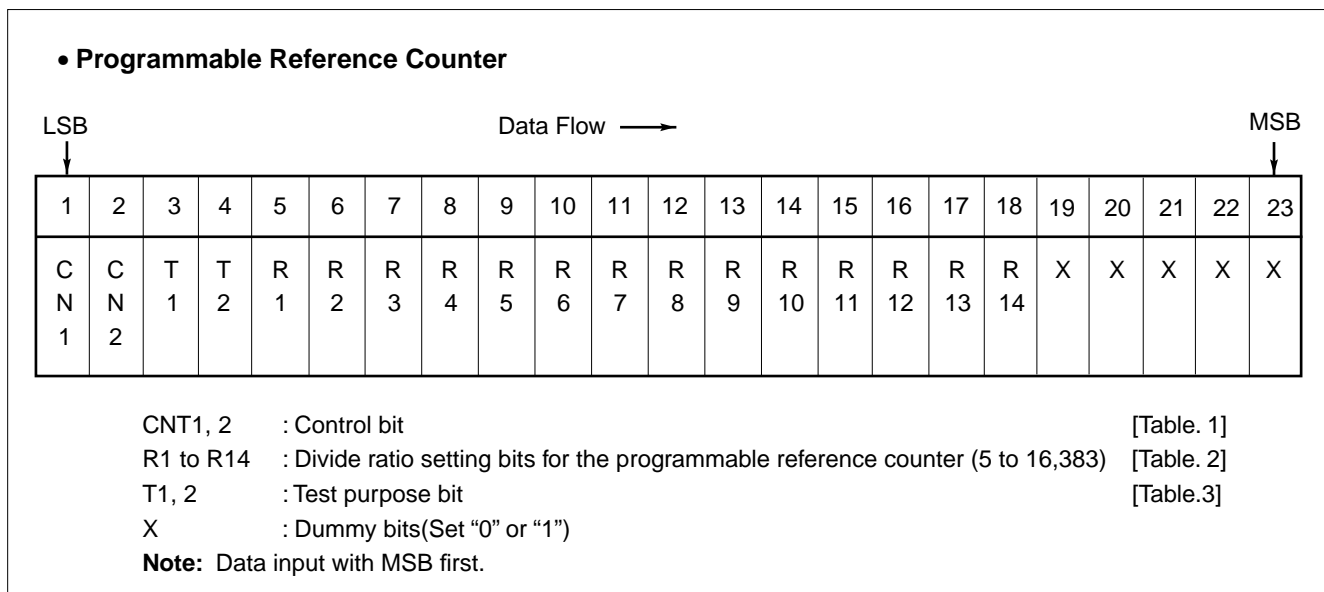 • Programmable Reference Counter
LSB Data Flow MSB
1 2 3 4 5 6 7 8 9 10 11 12 13 14 15 16 17 18 19 20 21 22 23
C C T T R R R R R R R R R R R R R R X X X X X
N N 1 2 1 2 3 4 5 6 7 8 9 10 11 12 13 14
1 2
CNT1, 2 : Control bit [Table. 1]
R1 to R14 : Divide ratio setting bits for the programmable reference counter (5 to 16,383) [Table. 2]
T1, 2 : Test purpose bit [Table.3]
X : Dummy bits(Set “0” or “1”)
Note: Data input with MSB first.